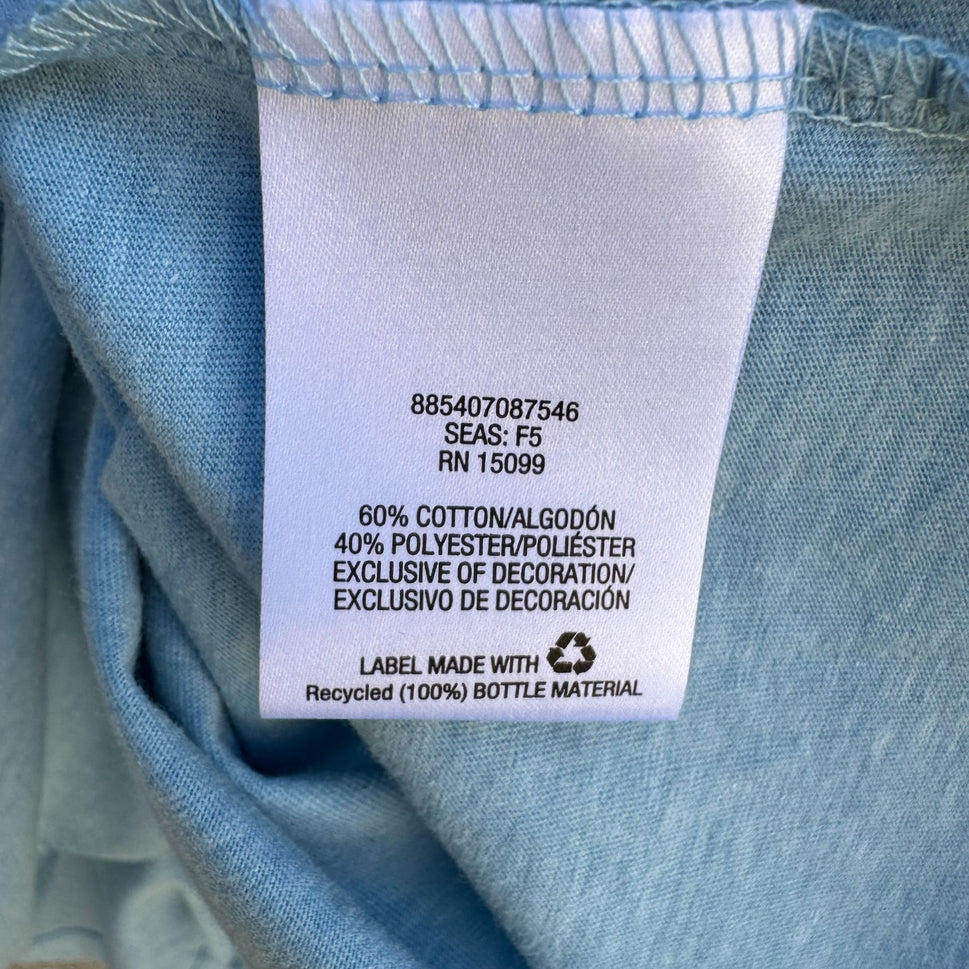 885407087546
SEAS: F5
RN 15099
60% COTTON/ALGODÓN
40% POLYESTER/POLIÉSTER
EXCLUSIVE OF DECORATION/
EXCLUSIVO DE DECORACIÓN
LABEL MADE WITH
Recycled (100%) BOTTLE MATERIAL